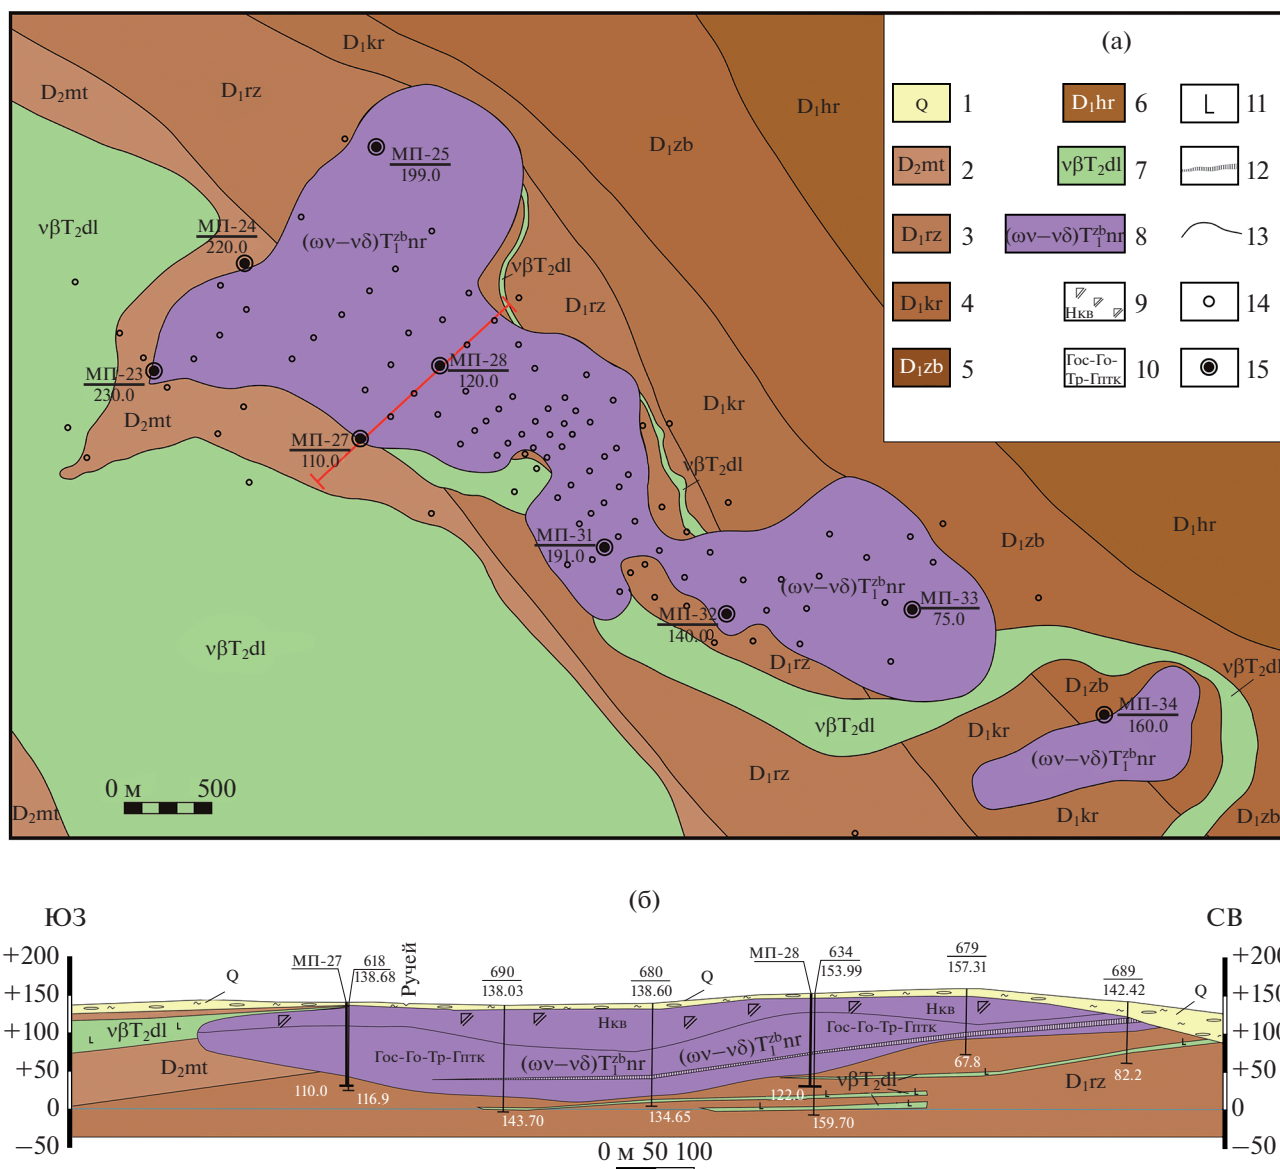 (а)
D₁kr
D₂mt
D₁rz
D₁hr
D₁zb
МП-25
199.0
νβT₂dl
МП-24
220.0
(ων–νδ)T₁ᶻᵇnr
νβT₂dl
D₁rz
МП-28
120.0
МП-23
230.0
D₂mt
D₁kr
МП-27
110.0
νβT₂dl
D₁hr
D₁zb
МП-31
191.0
(ων–νδ)T₁ᶻᵇnr
МП-33
75.0
МП-32
140.0
D₁rz
νβT₂dl
νβT₂dl
D₁zb
МП-34
160.0
νβT₂dl
D₁kr
(ων–νδ)T₁ᶻᵇnr
D₁rz
0 м 500
D₂mt
D₁kr
D₁zb
Q 1
D₂mt 2
D₁rz 3
D₁kr 4
D₁zb 5
D₁hr 6
νβT₂dl 7
(ων–νδ)T₁ᶻᵇnr 8
Нкв 9
Гос-Го-
Тр-Гптк 10
11
12
13
14
15
(б)
ЮЗ
СВ
+200
+150
+100
+50
0
–50
Q
МП-27
618
138.68
Ручей
690
138.03
680
138.60
Q
МП-28
634
153.99
679
157.31
689
142.42
Q
+200
+150
+100
+50
0
–50
νβT₂dl
Нкв
Нкв
Гос-Го-Тр-Гптк
Гос-Го-Тр-Гптк
(ων–νδ)T₁ᶻᵇnr
(ων–νδ)T₁ᶻᵇnr
D₂mt
νβT₂dl
D₁rz
110.0
116.9
143.70
134.65
122.0
159.70
67.8
82.2
0 м 50 100